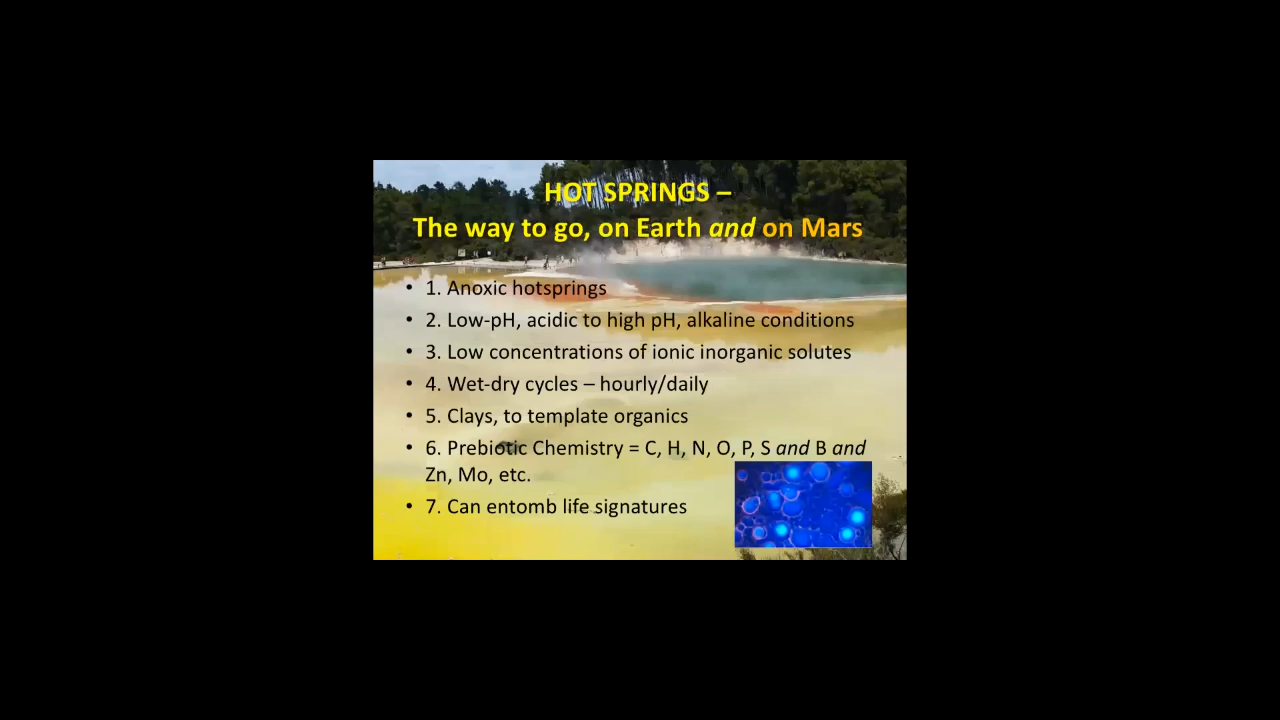 HOT SPRINGS –
The way to go, on Earth and on Mars
• 1. Anoxic hotsprings
• 2. Low-pH, acidic to high pH, alkaline conditions
• 3. Low concentrations of ionic inorganic solutes
• 4. Wet-dry cycles – hourly/daily
• 5. Clays, to template organics
• 6. Prebiotic Chemistry = C, H, N, O, P, S and B and
Zn, Mo, etc.
• 7. Can entomb life signatures